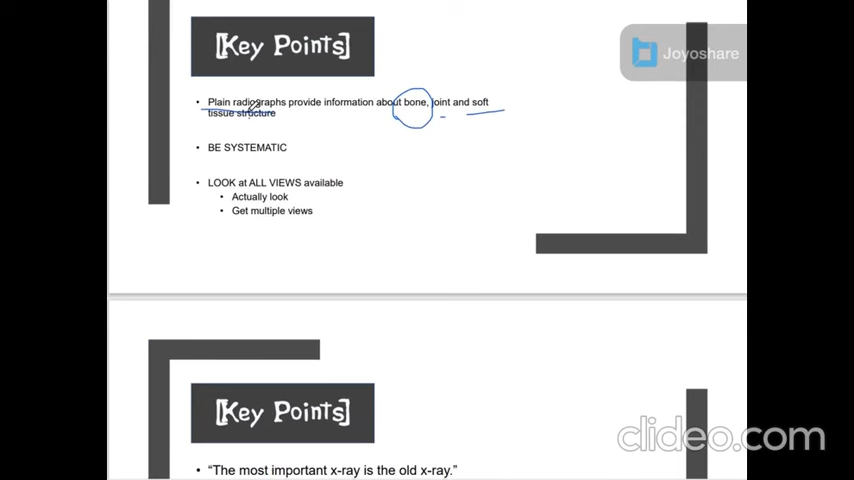 [Key Points]
Joyoshare
• Plain radiographs provide information about bone, joint and soft
tissue structure
• BE SYSTEMATIC
• LOOK at ALL VIEWS available
• Actually look
• Get multiple views
[Key Points]
clideo.com
• “The most important x-ray is the old x-ray.”